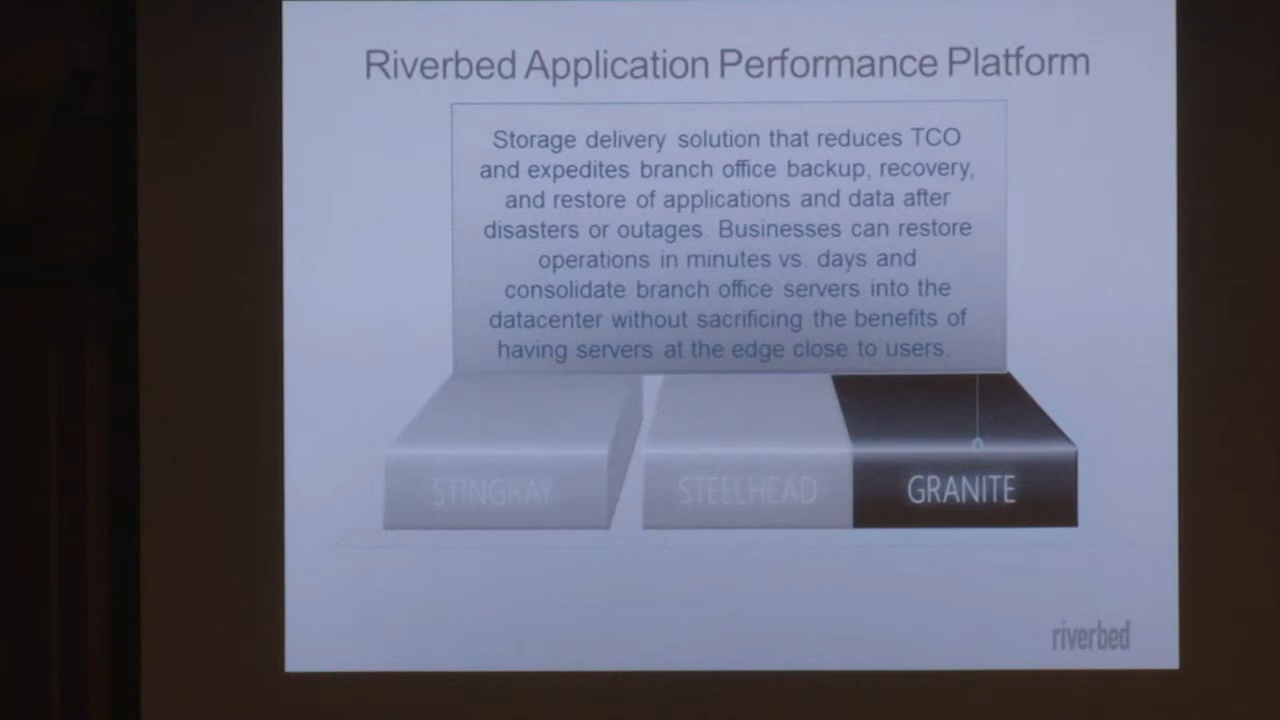 Riverbed Application Performance Platform
Storage delivery solution that reduces TCO
and expedites branch office backup, recovery,
and restore of applications and data after
disasters or outages. Businesses can restore
operations in minutes vs. days and
consolidate branch office servers into the
datacenter without sacrificing the benefits of
having servers at the edge close to users.
STINGRAY
STEELHEAD
GRANITE
riverbed